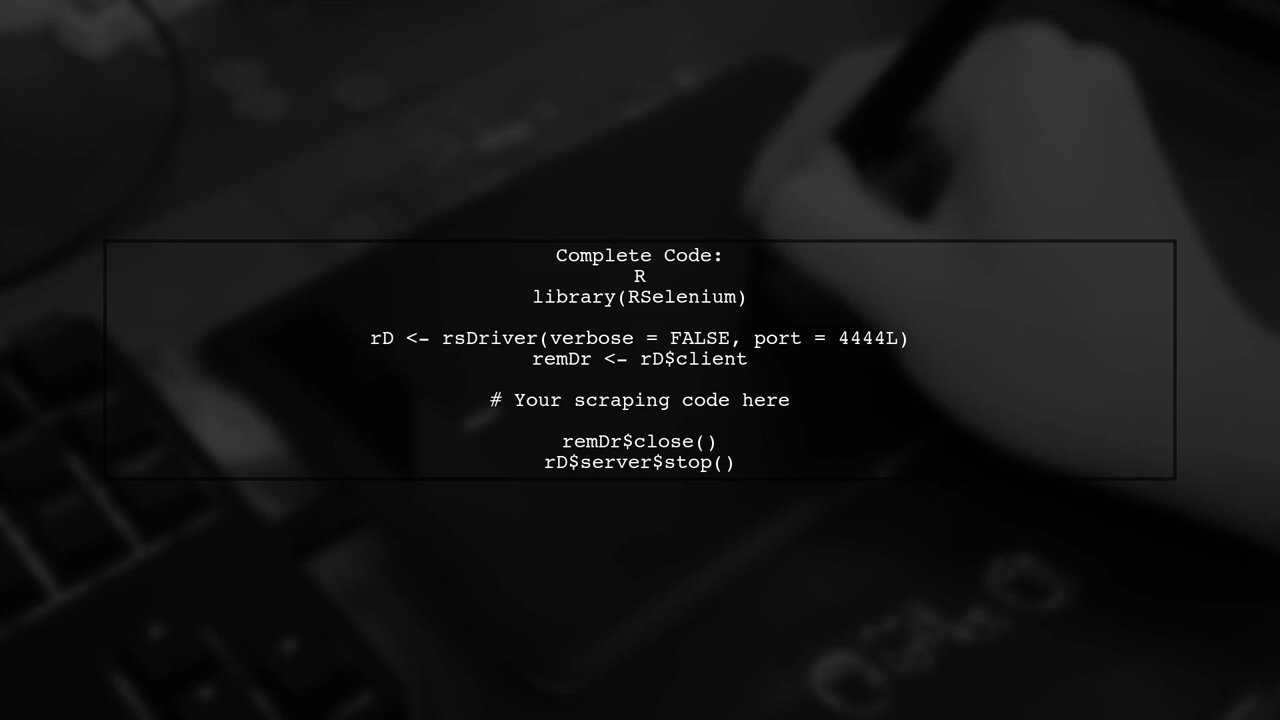 Complete Code:
R
library(RSelenium)
rD <- rsDriver(verbose = FALSE, port = 4444L)
remDr <- rD$client
# Your scraping code here
remDr$close()
rD$server$stop()